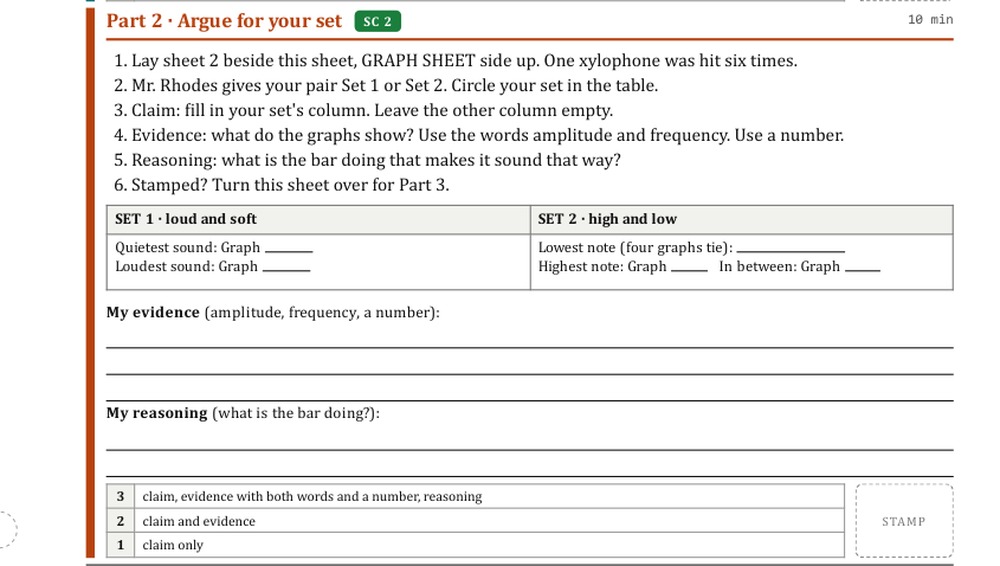 Part 2 · Argue for your set SC 2 10 min
1. Lay sheet 2 beside this sheet, GRAPH SHEET side up. One xylophone was hit six times.
2. Mr. Rhodes gives your pair Set 1 or Set 2. Circle your set in the table.
3. Claim: fill in your set's column. Leave the other column empty.
4. Evidence: what do the graphs show? Use the words amplitude and frequency. Use a number.
5. Reasoning: what is the bar doing that makes it sound that way?
6. Stamped? Turn this sheet over for Part 3.
SET 1 · loud and soft
Quietest sound: Graph ______
Loudest sound: Graph ______
SET 2 · high and low
Lowest note (four graphs tie): ______________
Highest note: Graph _____ In between: Graph _____
My evidence (amplitude, frequency, a number):
My reasoning (what is the bar doing?):
3 claim, evidence with both words and a number, reasoning
2 claim and evidence
1 claim only
STAMP